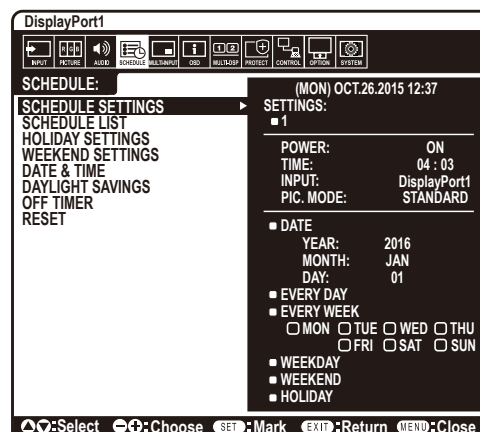 DisplayPort1
INPUT RGB PICTURE AUDIO SCHEDULE MULTI-INPUT OSD 1 2 MULTI-DSP PROTECT CONTROL OPTION SYSTEM
SCHEDULE:
SCHEDULE SETTINGS
SCHEDULE LIST
HOLIDAY SETTINGS
WEEKEND SETTINGS
DATE & TIME
DAYLIGHT SAVINGS
OFF TIMER
RESET
(MON) OCT.26.2015 12:37
SETTINGS:
1
POWER: ON
TIME: 04 : 03
INPUT: DisplayPort1
PIC. MODE: STANDARD
DATE
YEAR: 2016
MONTH: JAN
DAY: 01
EVERY DAY
EVERY WEEK
MON TUE WED THU
FRI SAT SUN
WEEKDAY
WEEKEND
HOLIDAY
:Select :Choose SET :Mark EXIT :Return MENU :Close